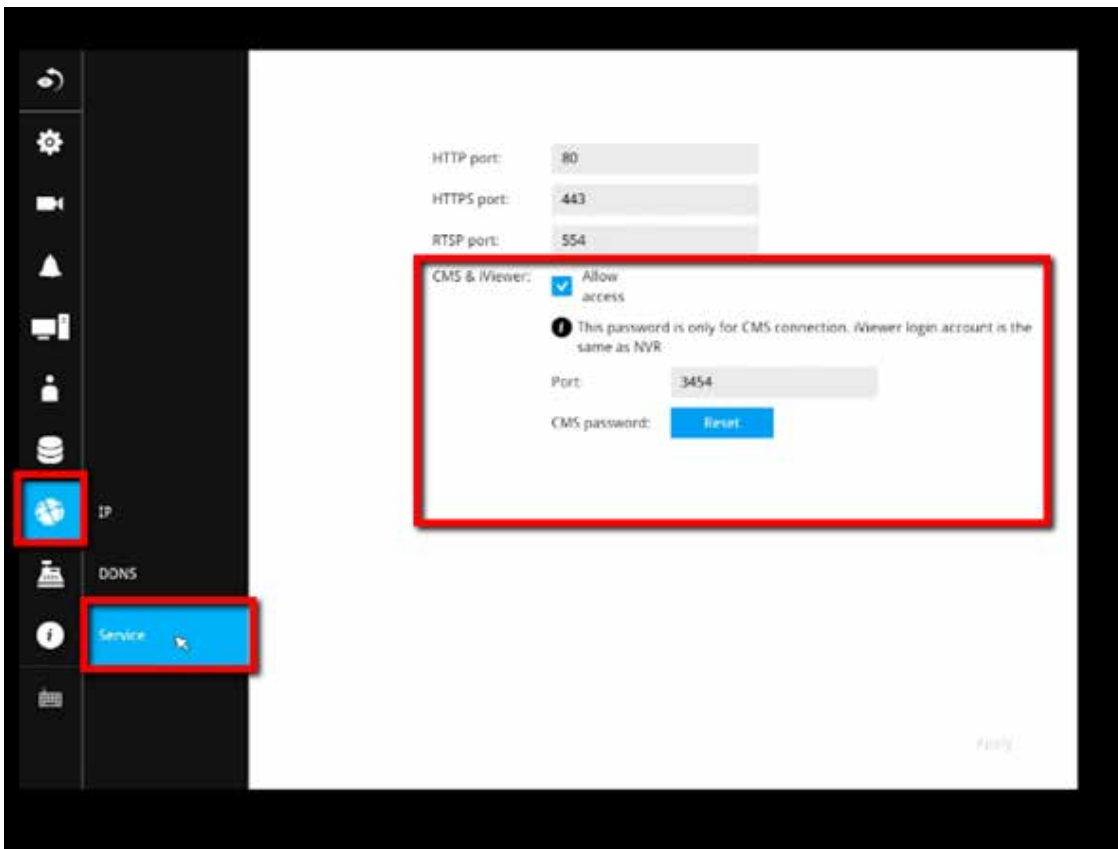 HTTP port: 80
HTTPS port: 443
RTSP port: 554
CMS & iViewer: Allow
access
This password is only for CMS connection. iViewer login account is the
same as NVR
Port: 3454
CMS password: Reset
IP
DDNS
Service
Apply